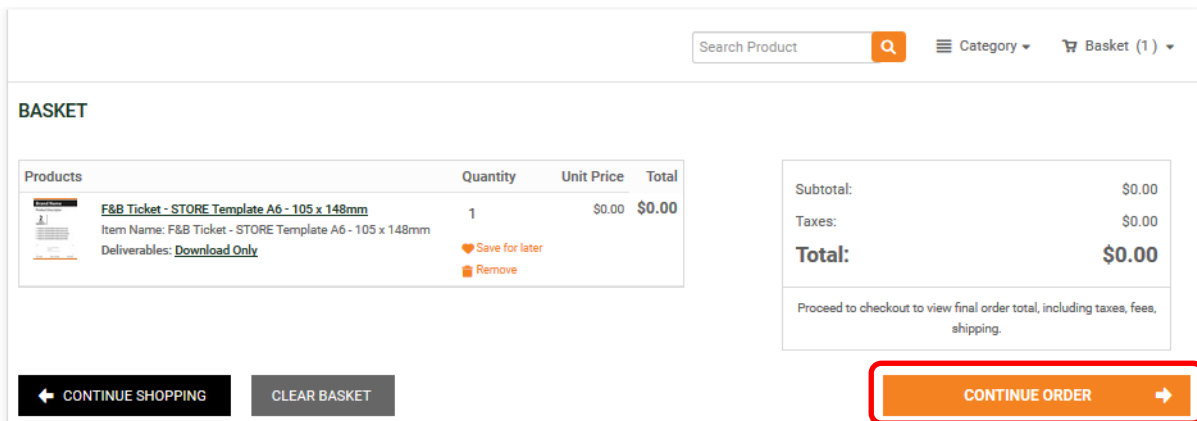 Search Product
Category
Basket (1)
BASKET
Products Quantity Unit Price Total
Brand Name
F&B Ticket - STORE Template A6 - 105 x 148mm 1 $0.00 $0.00
Item Name: F&B Ticket - STORE Template A6 - 105 x 148mm
Deliverables: Download Only
Save for later
Remove
Subtotal: $0.00
Taxes: $0.00
Total: $0.00
Proceed to checkout to view final order total, including taxes, fees,
shipping.
CONTINUE SHOPPING
CLEAR BASKET
CONTINUE ORDER